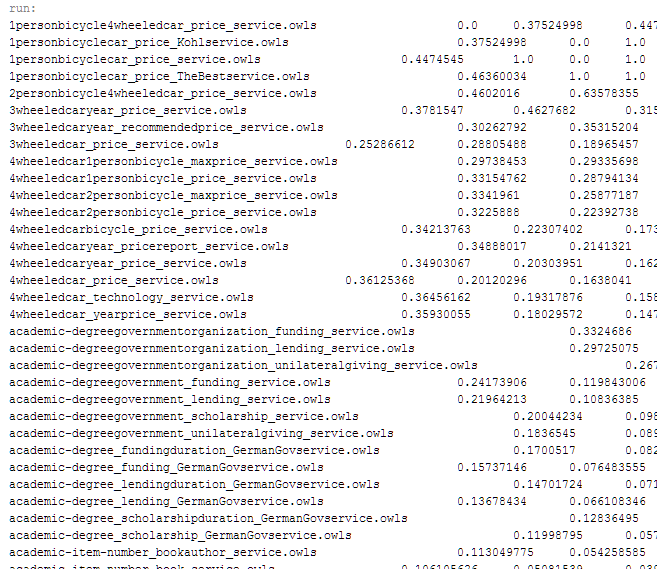 run:
1personbicycle4wheeledcar_price_service.owls 0.0 0.37524998 0.447
1personbicyclecar_price_Kohlservice.owls 0.37524998 0.0 1.0
1personbicyclecar_price_service.owls 0.4474545 1.0 0.0 1.0
1personbicyclecar_price_TheBestservice.owls 0.46360034 1.0 1.0
2personbicycle4wheeledcar_price_service.owls 0.4602016 0.63578355
3wheeledcaryear_price_service.owls 0.3781547 0.4627682 0.315
3wheeledcaryear_recommendedprice_service.owls 0.30262792 0.35315204
3wheeledcar_price_service.owls 0.25286612 0.28805488 0.18965457
4wheeledcar1personbicycle_maxprice_service.owls 0.29738453 0.29335698
4wheeledcar1personbicycle_price_service.owls 0.33154762 0.28794134
4wheeledcar2personbicycle_maxprice_service.owls 0.3341961 0.25877187
4wheeledcar2personbicycle_price_service.owls 0.3225888 0.22392738
4wheeledcarbicycle_price_service.owls 0.34213763 0.22307402 0.173
4wheeledcaryear_pricereport_service.owls 0.34888017 0.2141321
4wheeledcaryear_price_service.owls 0.34903067 0.20303951 0.162
4wheeledcar_price_service.owls 0.36125368 0.20120296 0.1638041
4wheeledcar_technology_service.owls 0.36456162 0.19317876 0.158
4wheeledcar_yearprice_service.owls 0.35930055 0.18029572 0.147
academic-degreegovernmentorganization_funding_service.owls 0.3324686
academic-degreegovernmentorganization_lending_service.owls 0.29725075
academic-degreegovernmentorganization_unilateralgiving_service.owls 0.267
academic-degreegovernment_funding_service.owls 0.24173906 0.119843006
academic-degreegovernment_lending_service.owls 0.21964213 0.10836385
academic-degreegovernment_scholarship_service.owls 0.20044234 0.098
academic-degreegovernment_unilateralgiving_service.owls 0.1836545 0.089
academic-degree_fundingduration_GermanGovservice.owls 0.1700517 0.082
academic-degree_funding_GermanGovservice.owls 0.15737146 0.076483555
academic-degree_lendingduration_GermanGovservice.owls 0.14701724 0.071
academic-degree_lending_GermanGovservice.owls 0.13678434 0.066108346
academic-degree_scholarshipduration_GermanGovservice.owls 0.12836495
academic-degree_scholarship_GermanGovservice.owls 0.11998795 0.057
academic-item-number_bookauthor_service.owls 0.113049775 0.054258585
academic-item-number_book_service.owls 0.106105626 0.05081539